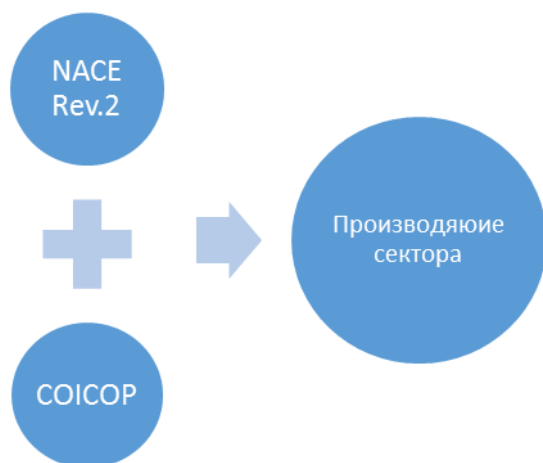 NACE
Rev.2
Производяюие
сектора
COICOP